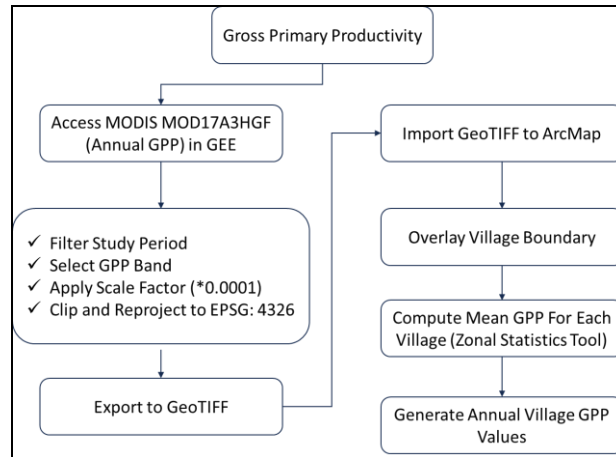 Gross Primary Productivity
Access MODIS MOD17A3HGF
(Annual GPP) in GEE
✓ Filter Study Period
✓ Select GPP Band
✓ Apply Scale Factor (*0.0001)
✓ Clip and Reproject to EPSG: 4326
Export to GeoTIFF
Import GeoTIFF to ArcMap
Overlay Village Boundary
Compute Mean GPP For Each
Village (Zonal Statistics Tool)
Generate Annual Village GPP
Values